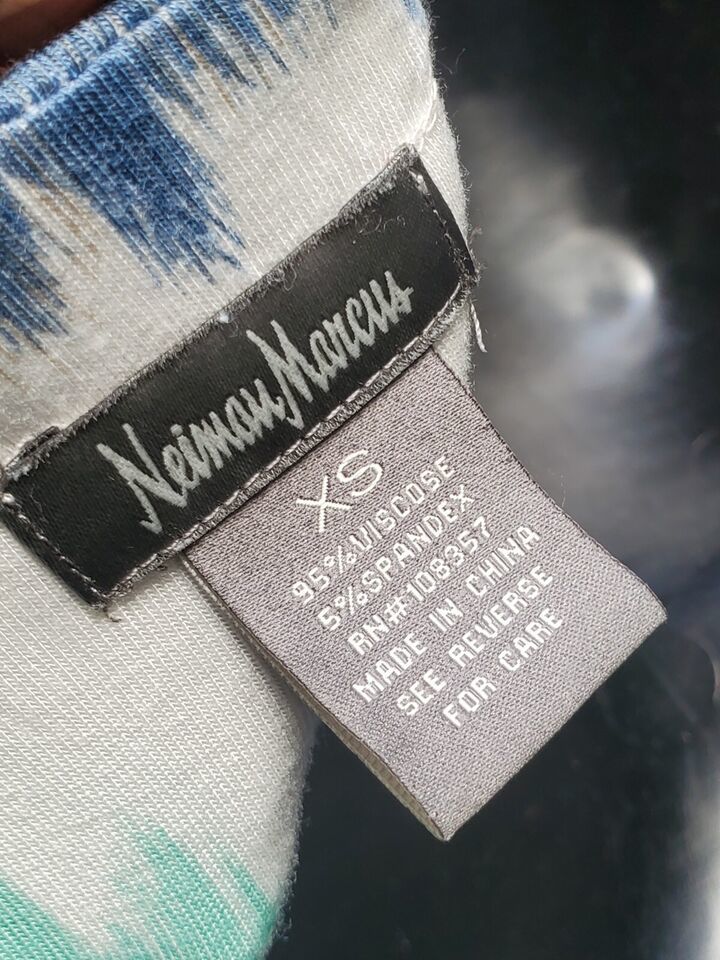 Neiman Marcus
XS
95%VISCOSE
5%SPANDEX
RN#108357
MADE IN CHINA
SEE REVERSE
FOR CARE